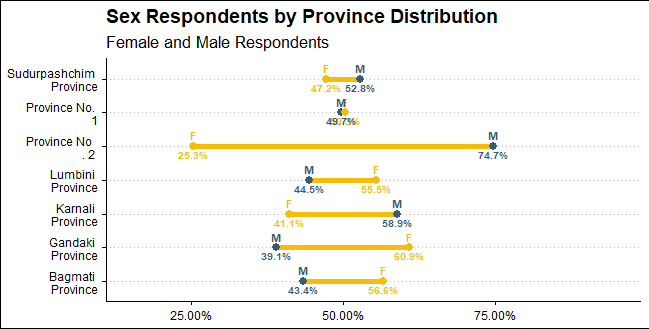 Sex Respondents by Province Distribution
Female and Male Respondents
Sudurpashchim
Province
F M
47.2% 52.8%
Province No.
1
M F
49.7%
Province No
. 2
F M
25.3% 74.7%
Lumbini
Province
M F
44.5% 55.5%
Karnali
Province
F M
41.1% 58.9%
Gandaki
Province
M F
39.1% 60.9%
Bagmati
Province
M F
43.4% 56.6%
25.00% 50.00% 75.00%